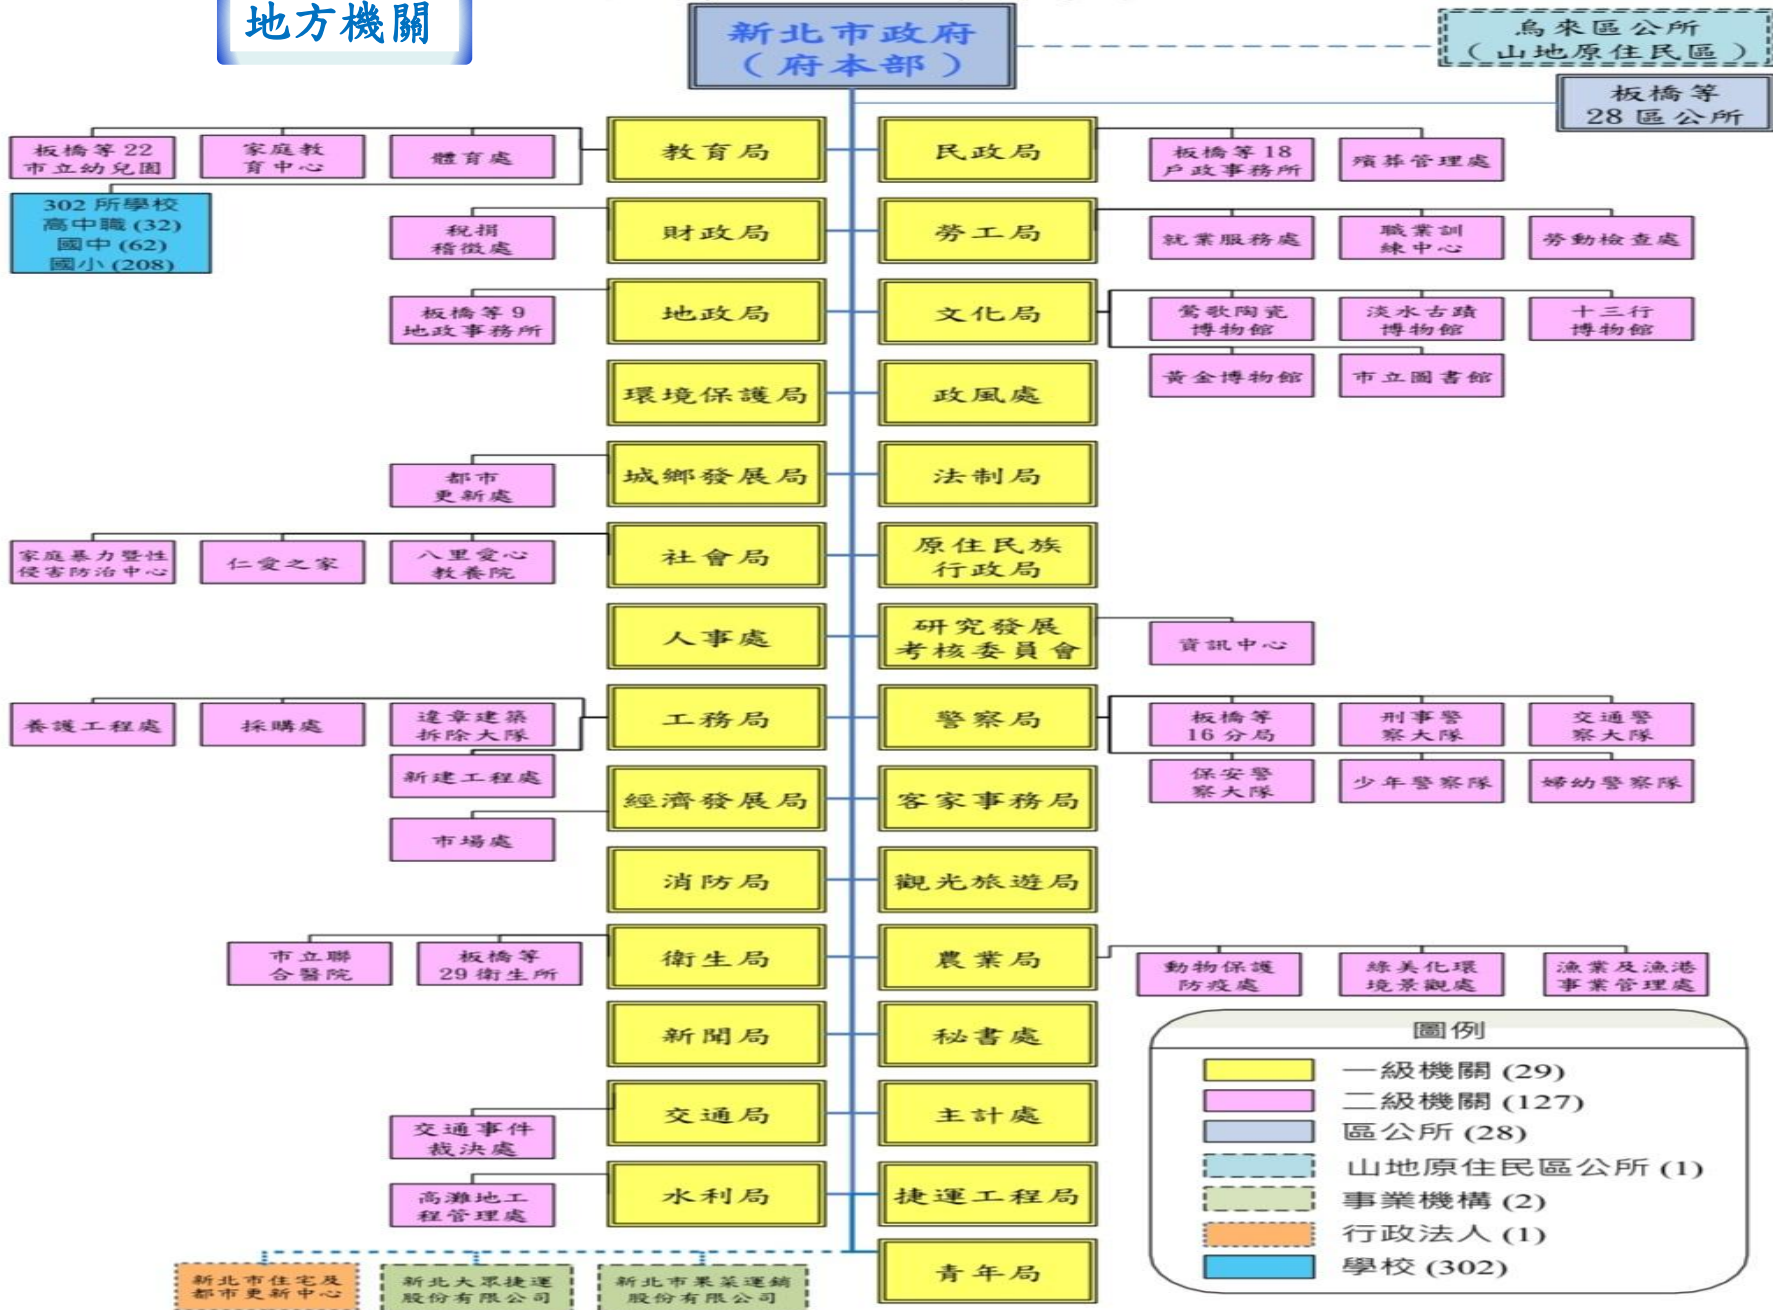 地方機關
新北市政府
(府本部)
烏來區公所
(山地原住民區)
板橋等
28 區公所
板橋等 22
市立幼兒園
家庭教
育中心
體育處
教育局
民政局
板橋等 18
戶政事務所
殯葬管理處
302 所學校
高中職 (32)
國中 (62)
國小 (208)
稅捐
稽徵處
財政局
勞工局
就業服務處
職業訓
練中心
勞動檢查處
板橋等 9
地政事務所
地政局
文化局
鶯歌陶瓷
博物館
淡水古蹟
博物館
十三行
博物館
黃金博物館
市立圖書館
環境保護局
政風處
都市
更新處
城鄉發展局
法制局
家庭暴力暨性
侵害防治中心
仁愛之家
八里愛心
教養院
社會局
原住民族
行政局
人事處
研究發展
考核委員會
資訊中心
養護工程處
採購處
違章建築
拆除大隊
新建工程處
工務局
警察局
板橋等
16 分局
刑事警
察大隊
交通警
察大隊
保安警
察大隊
少年警察隊
婦幼警察隊
市場處
經濟發展局
客家事務局
消防局
觀光旅遊局
市立聯
合醫院
板橋等
29 衛生所
衛生局
農業局
動物保護
防疫處
綠美化環
境景觀處
漁業及漁港
事業管理處
新聞局
秘書處
交通事件
裁決處
交通局
主計處
高灘地工
程管理處
水利局
捷運工程局
青年局
新北市住宅及
都市更新中心
新北大眾捷運
股份有限公司
新北市果菜運銷
股份有限公司
圖例
一級機關 (29)
二級機關 (127)
區公所 (28)
山地原住民區公所 (1)
事業機構 (2)
行政法人 (1)
學校 (302)